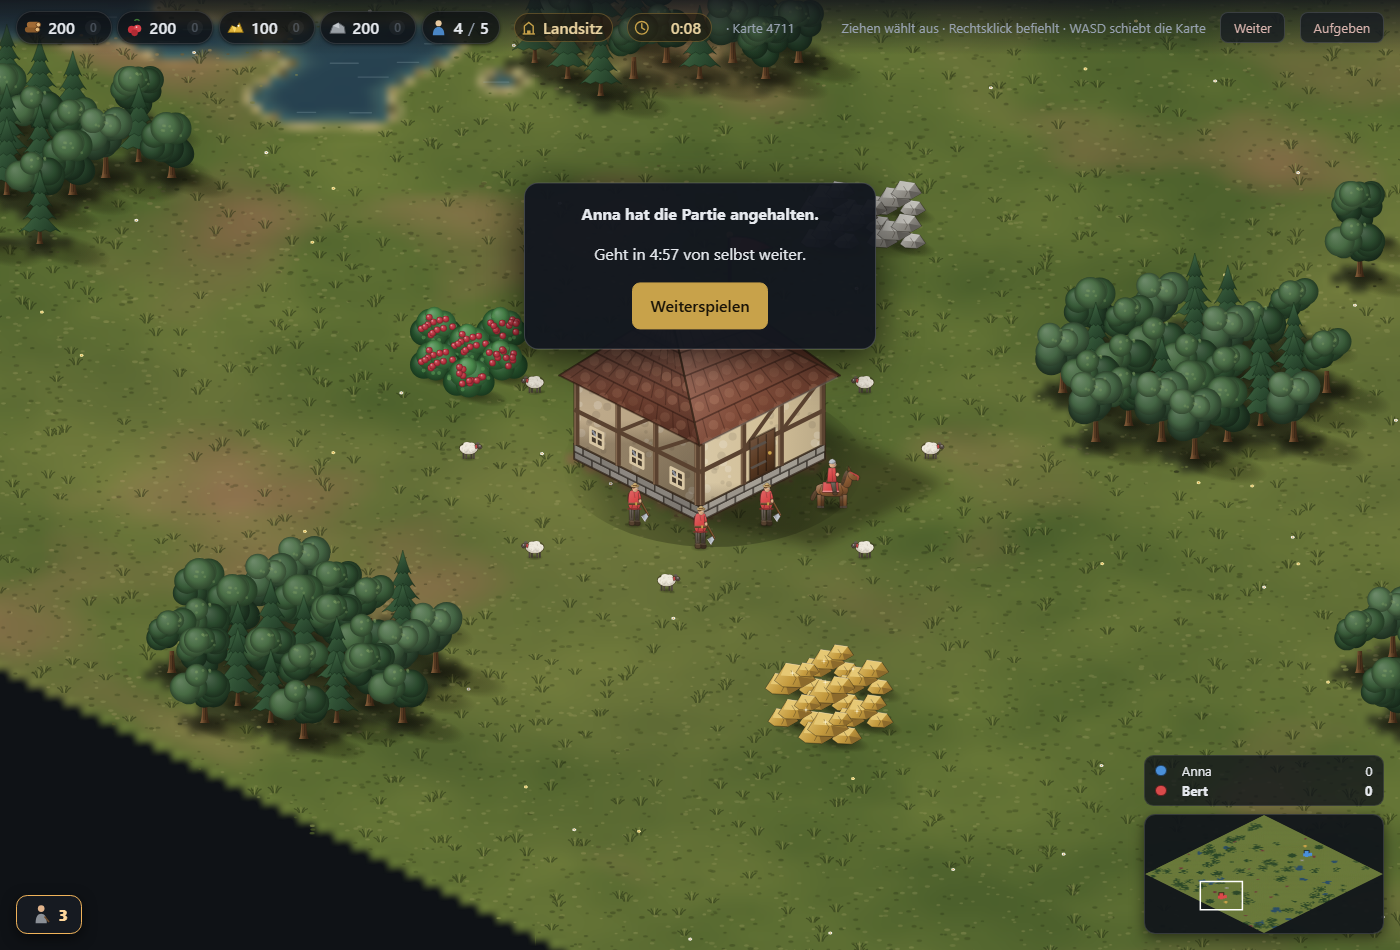 200 0 200 0 100 0 200 0 4 / 5 Landsitz 0:08 · Karte 4711 Ziehen wählt aus · Rechtsklick befiehlt · WASD schiebt die Karte Weiter Aufgeben
Anna hat die Partie angehalten.
Geht in 4:57 von selbst weiter.
Weiterspielen
Anna 0
Bert 0
3